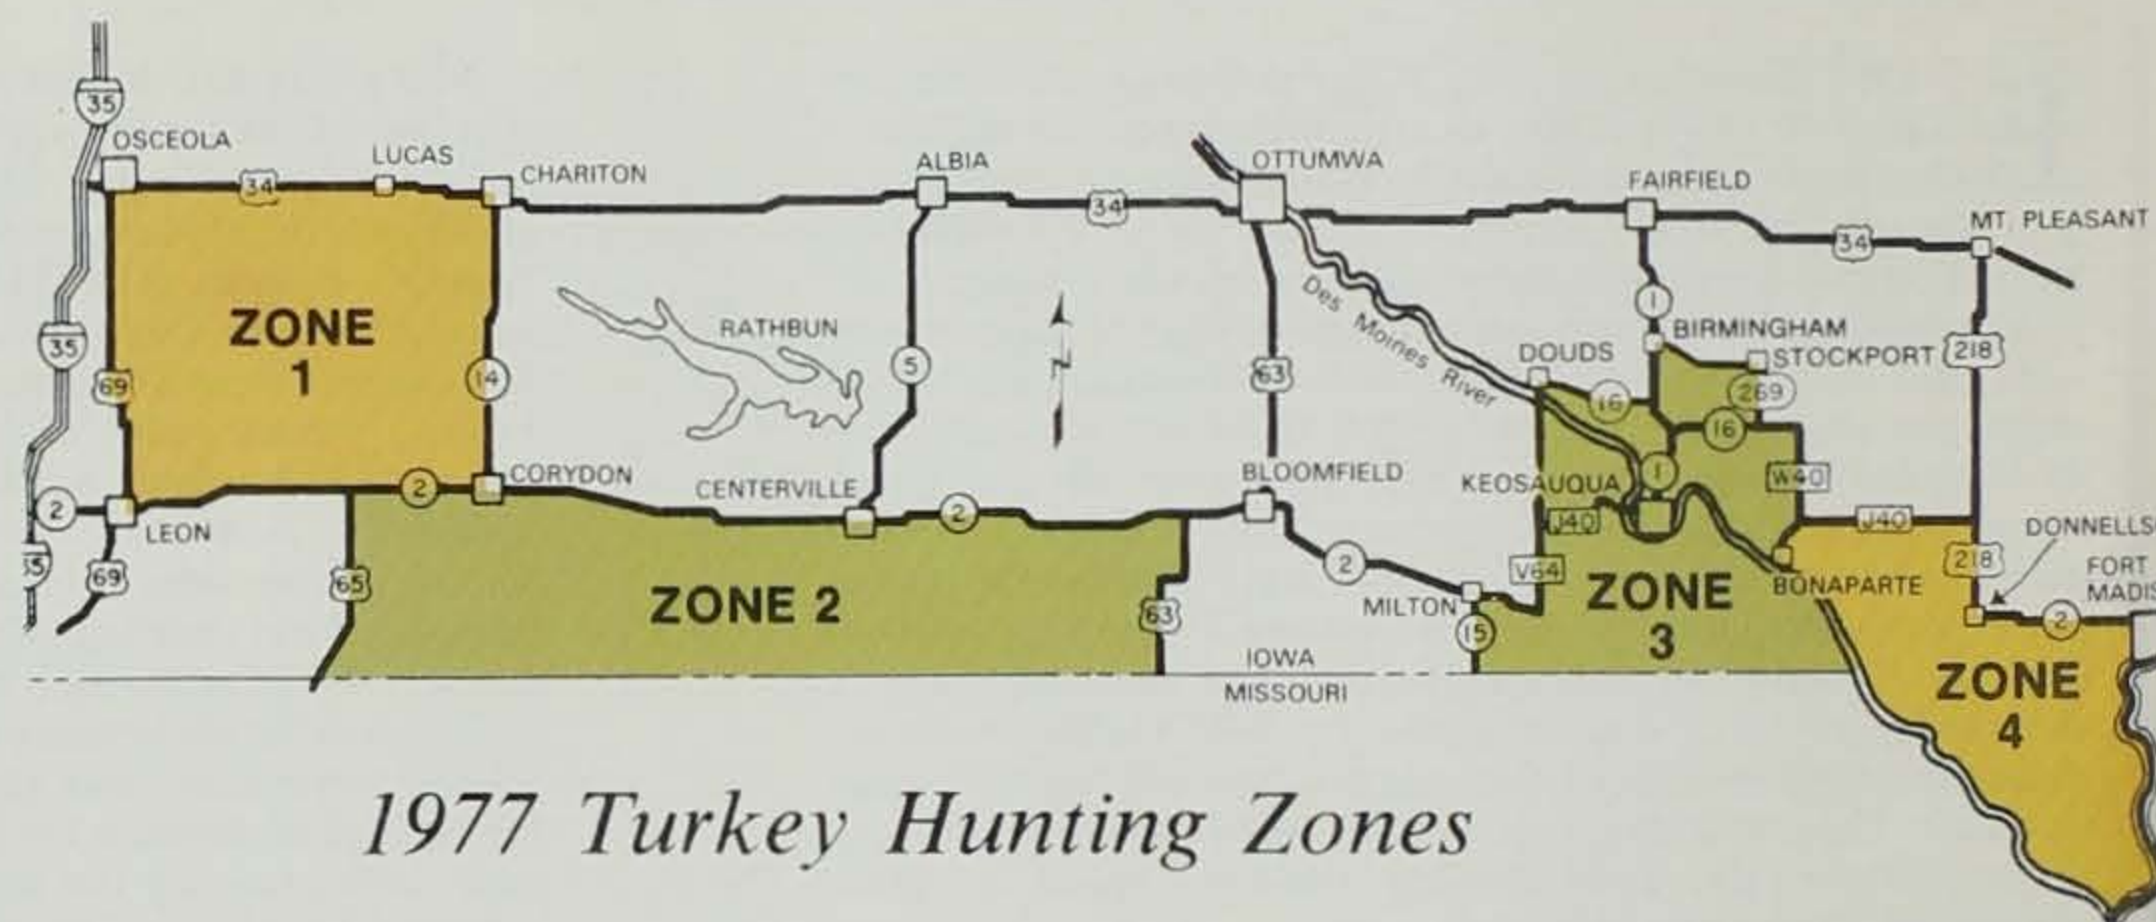 35
OSCEOLA
LUCAS
CHARITON
ALBIA
OTTUMWA
FAIRFIELD
MT. PLEASANT
34
34
34
ZONE
1
35
69
14
RATHBUN
5
N
63
Des Moines River
1
BIRMINGHAM
DOUDS
STOCKPORT
218
16
269
16
2
LEON
2
CORYDON
CENTERVILLE
2
BLOOMFIELD
KEOSAUQUA
1
W40
J40
J40
DONNELLS
218
FORT
MADIS
35
69
65
ZONE 2
63
2
MILTON
15
V64
ZONE
3
BONAPARTE
2
IOWA
MISSOURI
ZONE
4
1977 Turkey Hunting Zones